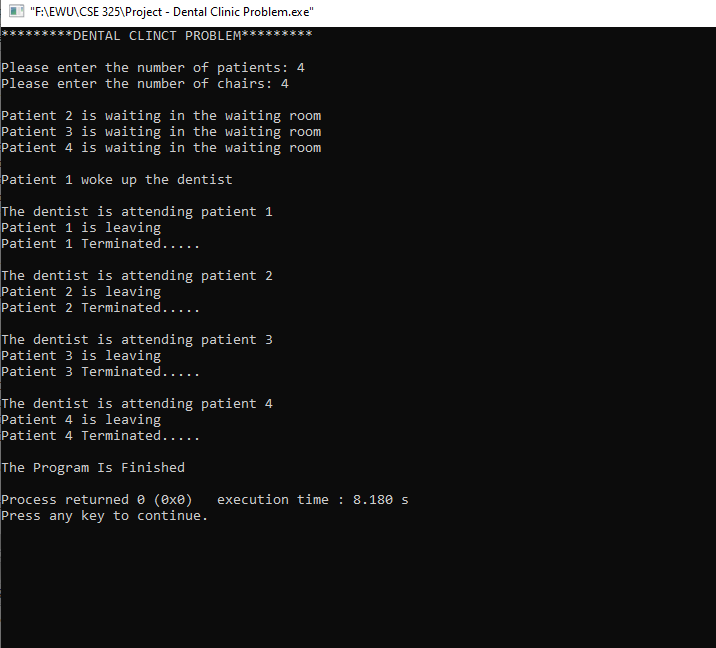 "F:\EWU\CSE 325\Project - Dental Clinic Problem.exe"
*********DENTAL CLINCT PROBLEM*********
Please enter the number of patients: 4
Please enter the number of chairs: 4
Patient 2 is waiting in the waiting room
Patient 3 is waiting in the waiting room
Patient 4 is waiting in the waiting room
Patient 1 woke up the dentist
The dentist is attending patient 1
Patient 1 is leaving
Patient 1 Terminated.....
The dentist is attending patient 2
Patient 2 is leaving
Patient 2 Terminated.....
The dentist is attending patient 3
Patient 3 is leaving
Patient 3 Terminated.....
The dentist is attending patient 4
Patient 4 is leaving
Patient 4 Terminated.....
The Program Is Finished
Process returned 0 (0x0)   execution time : 8.180 s
Press any key to continue.